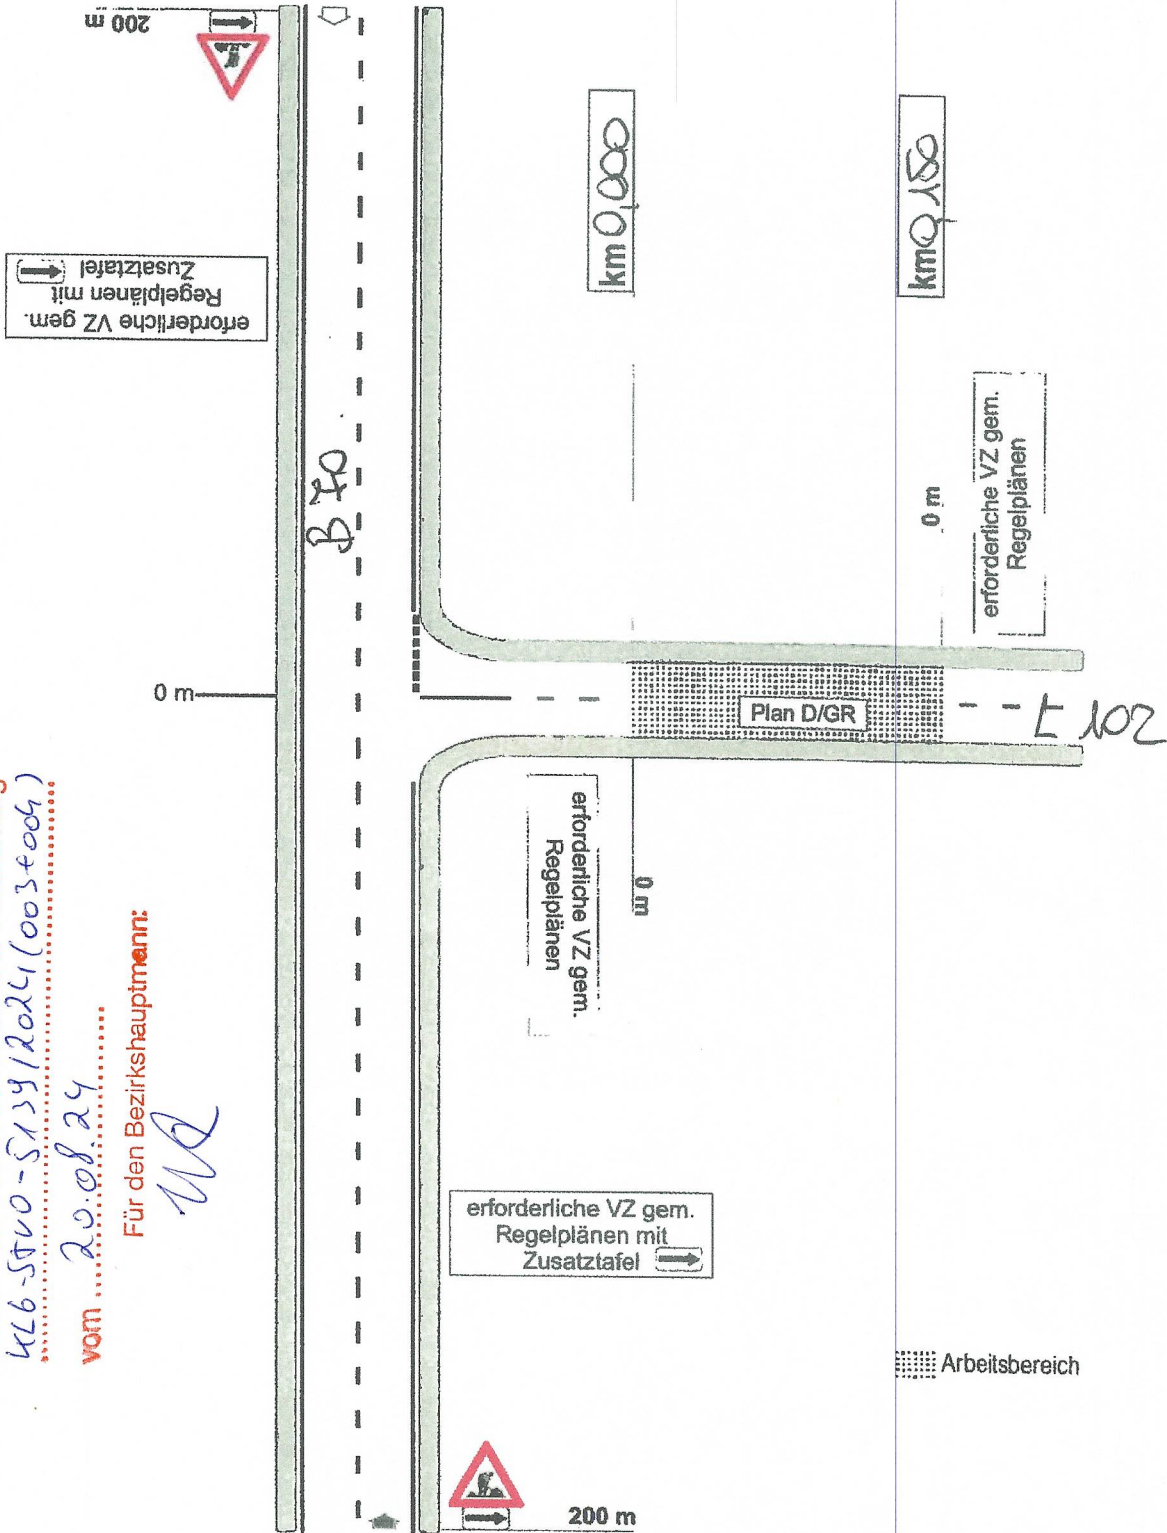 200 m
erforderliche VZ gem.
Regelplänen mit
Zusatztafel
B 70
km 0,000
km 0,150
0 m
erforderliche VZ gem.
Regelplänen
0 m
Plan D/GR
L 102
0 m
erforderliche VZ gem.
Regelplänen
KL6-STVO-5139/2024 (003+004)
vom 20.08.24
Für den Bezirkshauptmann:
erforderliche VZ gem.
Regelplänen mit
Zusatztafel
Arbeitsbereich
200 m